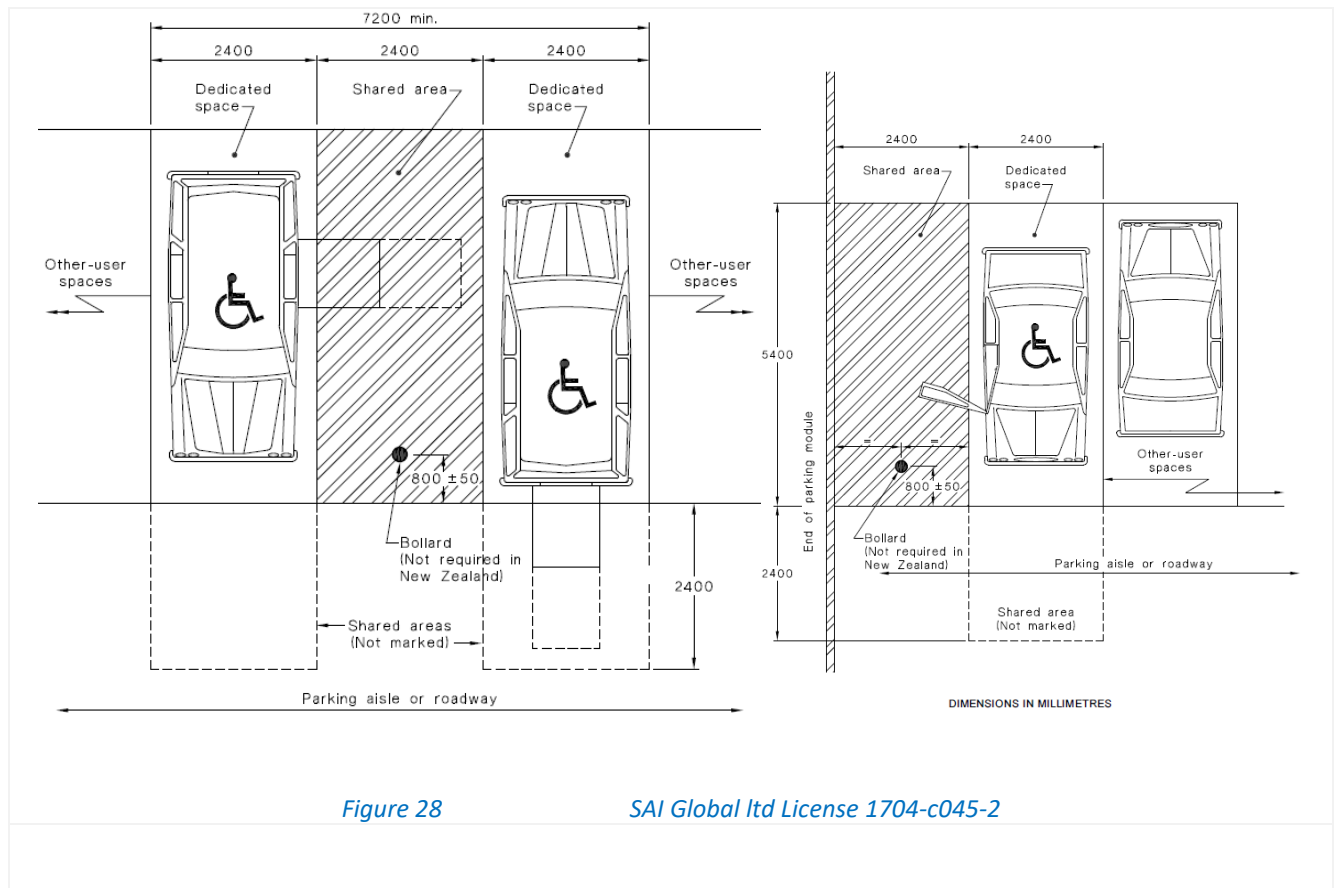 7200 min.
2400
2400
2400
Dedicated
space
Shared area
Dedicated
space
Other-user
spaces
Other-user
spaces
800 ±50
Bollard
(Not required in
New Zealand)
2400
Shared areas
(Not marked)
Parking aisle or roadway
2400
2400
Shared area
Dedicated
space
5400
End of parking module
=
=
800 ±50
Other-user
spaces
Bollard
(Not required in
New Zealand)
Parking aisle or roadway
2400
Shared area
(Not marked)
DIMENSIONS IN MILLIMETRES
Figure 28 SAI Global ltd License 1704-c045-2